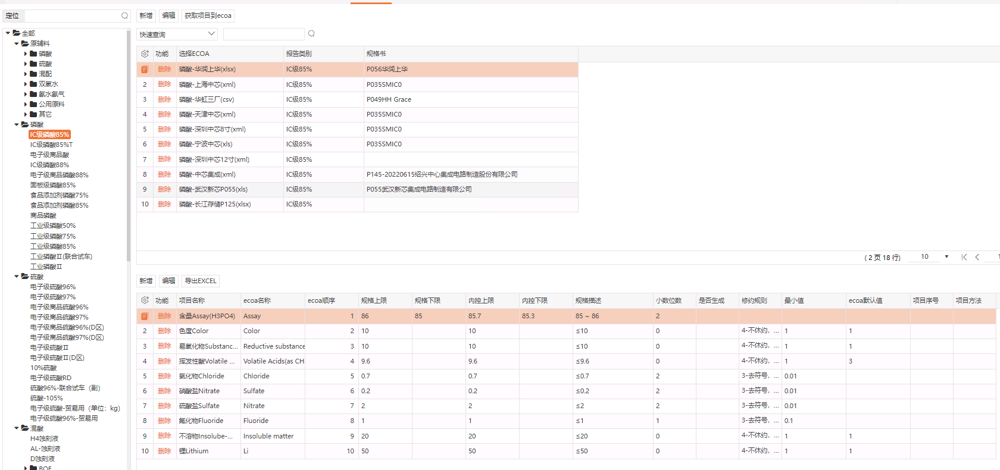 定位
新增 编辑 获取项目到ecoa
全部
原辅料
磷酸
硫酸
混配
双氧水
氨水氨气
公用原料
其它
磷酸
IC级磷酸85%
IC级磷酸85%T
电子级商品酸
IC级磷酸88%
电子级商品磷酸88%
面板级磷酸85%
食品添加剂磷酸75%
食品添加剂磷酸85%
商品磷酸
工业级磷酸50%
工业级磷酸75%
工业级磷酸85%
工业磷酸Ⅱ(联合试车)
工业磷酸Ⅱ
硫酸
电子级硫酸96%
电子级硫酸97%
电子级商品硫酸96%
电子级商品硫酸97%
电子级商品硫酸96%(D区)
电子级商品硫酸97%(D区)
电子级硫酸Ⅱ
电子级硫酸Ⅱ(D区)
10%硫酸
电子级硫酸RD
硫酸96%-联合试车（副）
硫酸-105%
电子级硫酸-贸易用（单位：kg）
电子级硫酸96%-贸易用
混酸
H4蚀刻液
AL-蚀刻液
D蚀刻液
BOE
快速查询
功能 选择ECOA 报告类别 规格书
删除 磷酸-华润上华(xlsx) IC级85% P056华润上华
2 删除 磷酸-上海中芯(xml) IC级85% P035SMIC0
3 删除 磷酸-华虹三厂(csv) IC级85% P049HH Grace
4 删除 磷酸-天津中芯(xml) IC级85% P035SMIC0
5 删除 磷酸-深圳中芯8寸(xml) IC级85% P035SMIC0
6 删除 磷酸-宁波中芯(xls) IC级85% P035SMIC0
7 删除 磷酸-深圳中芯12寸(xml) IC级85%
8 删除 磷酸-中芯集成(xml) IC级85% P145-20220615绍兴中心集成电路制造股份有限公司
9 删除 磷酸-武汉新芯P055(xls) IC级85% P055武汉新芯集成电路制造有限公司
10 删除 磷酸-长江存储P125(xlsx) IC级85%
( 2 页 18 行) 10 1
新增 编辑 导出EXCEL
功能 项目名称 ecoa名称 ecoa顺序 规格上限 规格下限 内控上限 内控下限 规格描述 小数位数 是否生成 修约规则 最小值 ecoa默认值 项目序号 项目方法
删除 含量Assay(H3PO4) Assay 1 86 85 85.7 85.3 85 ~ 86 2
2 删除 色度Color Color 2 10 10 ≤10 0 4-不休约，... 1 1
3 删除 易氧化物Substanc... Reductive substance 3 10 10 ≤10 0 4-不休约，... 1 1
4 删除 挥发性酸Volatile ... Volatile Acids(as CH 4 9.6 9.6 ≤9.6 0 4-不休约，... 1 3
5 删除 氯化物Chloride Chloride 5 0.7 0.7 ≤0.7 2 3-去符号，... 0.01
6 删除 硝酸盐Nitrate Sulfate 6 0.2 0.2 ≤0.2 2 3-去符号，... 0.01
7 删除 硫酸盐Sulfate Nitrate 7 2 2 ≤2 2 3-去符号，... 0.01
8 删除 氟化物Fluoride Fluoride 8 1 1 ≤1 1 3-去符号，... 0.1
9 删除 不溶物Insolube-... Insoluble matter 9 20 20 ≤20 0 4-不休约，... 1 1
10 删除 锂Lithium Li 10 50 50 ≤50 0 4-不休约，... 1 1